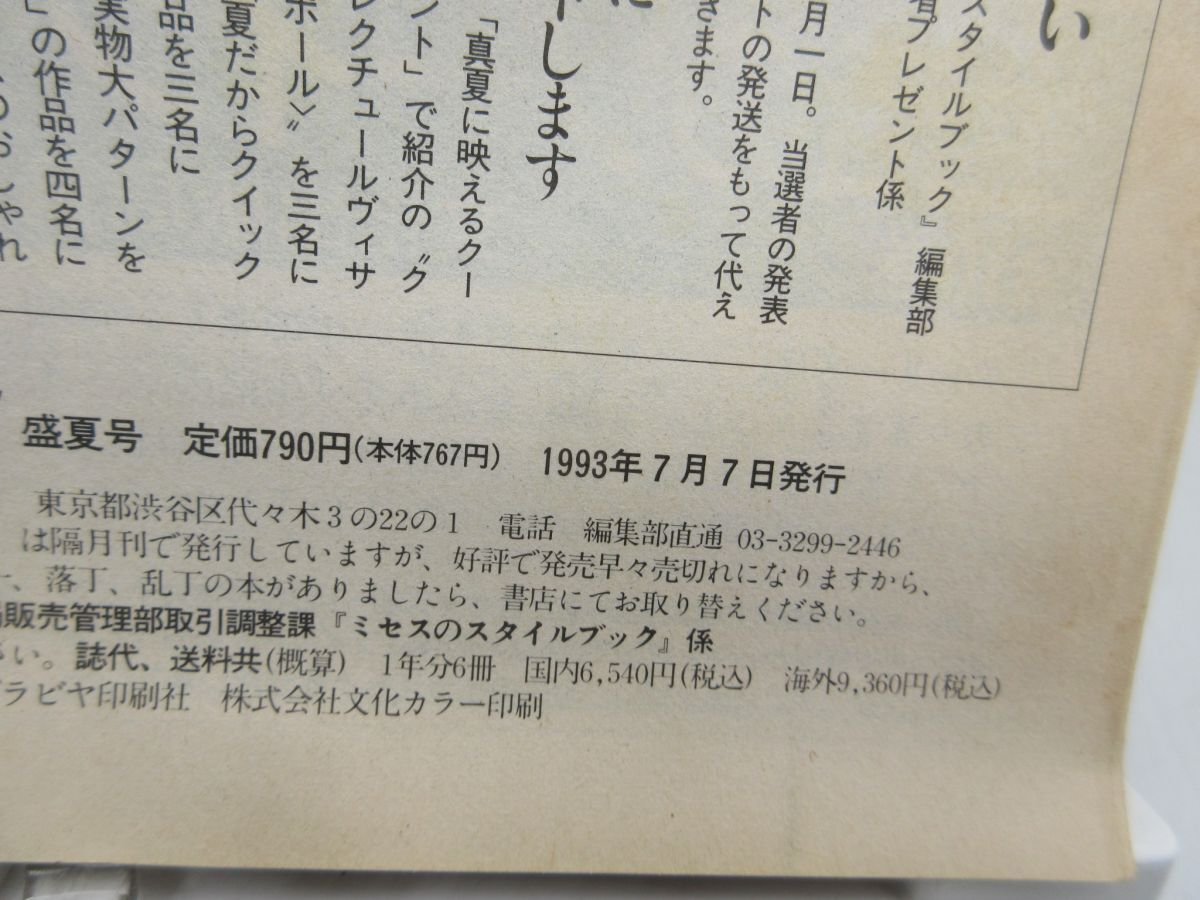 い
スタイルブック』編集部
者プレゼント係
月一日。当選者の発表
トの発送をもって代え
きます。
に
します
「真夏に映えるクー
ント」で紹介の〝ク
レクチュールヴィサ
ポール〉〟を三名に
夏だからクイック
品を三名に
実物大パターンを
」の作品を四名に
のおしゃれ
盛夏号 定価790円(本体767円) 1993年7月7日発行
東京都渋谷区代々木3の22の1 電話 編集部直通 03-3299-2446
は隔月刊で発行していますが、好評で発売早々売切れになりますから、
、落丁、乱丁の本がありましたら、書店にてお取り替えください。
販売管理部取引調整課『ミセスのスタイルブック』係
さい。誌代、送料共(概算) 1年分6冊 国内6,540円(税込) 海外9,360円(税込)
グラビヤ印刷社 株式会社文化カラー印刷